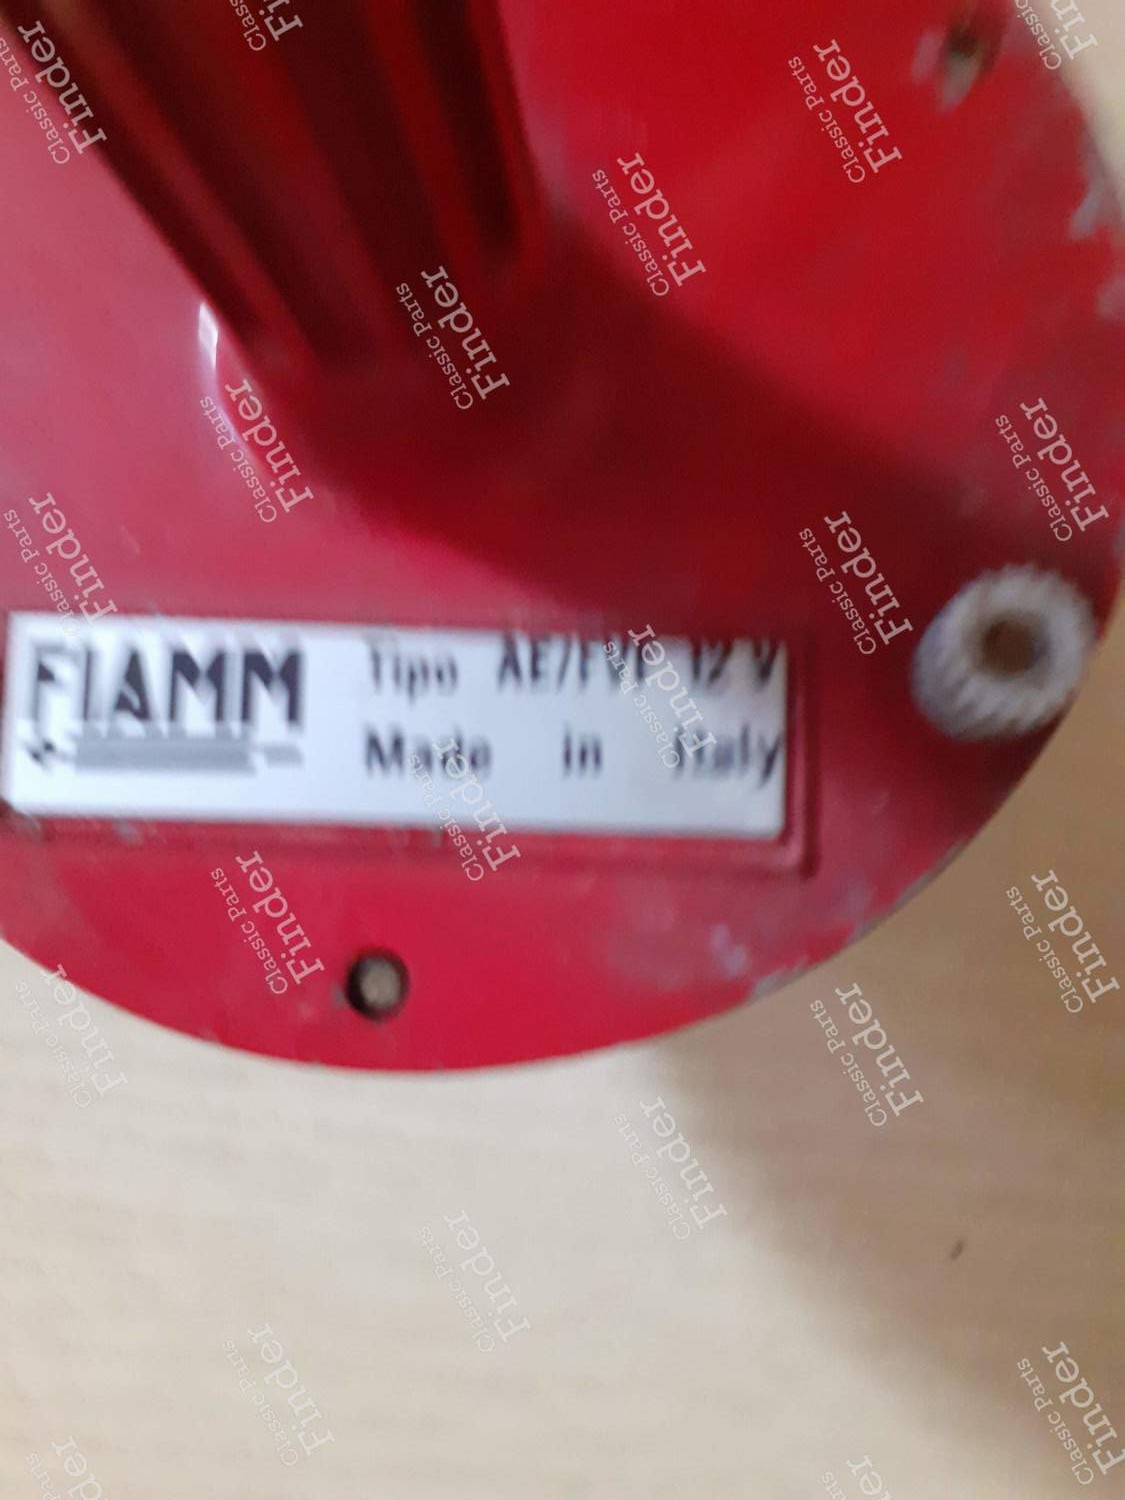 FIAMM
Tipo 12 V
Made in Italy
Classic Parts
Finder